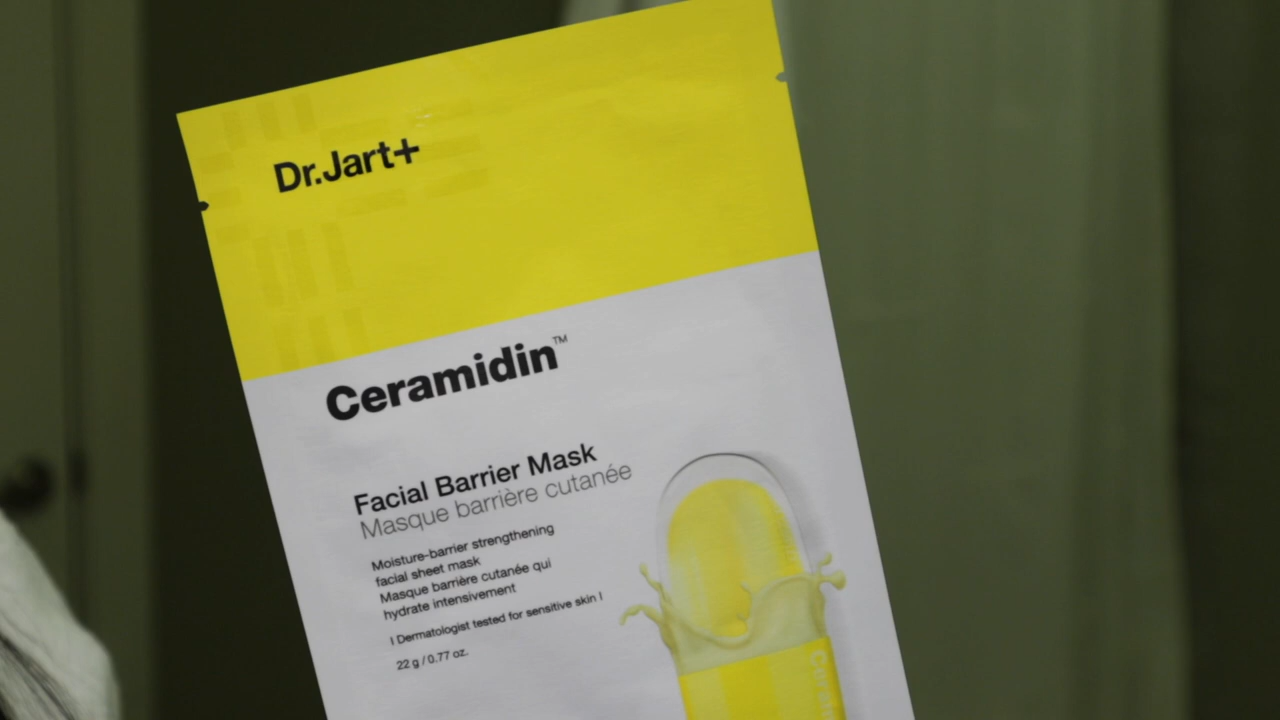 Dr.Jart+
Ceramidin™
Facial Barrier Mask
Masque barrière cutanée
Moisture-barrier strengthening
facial sheet mask
Masque barrière cutanée qui
hydrate intensivement
| Dermatologist tested for sensitive skin |
22 g / 0.77 oz.